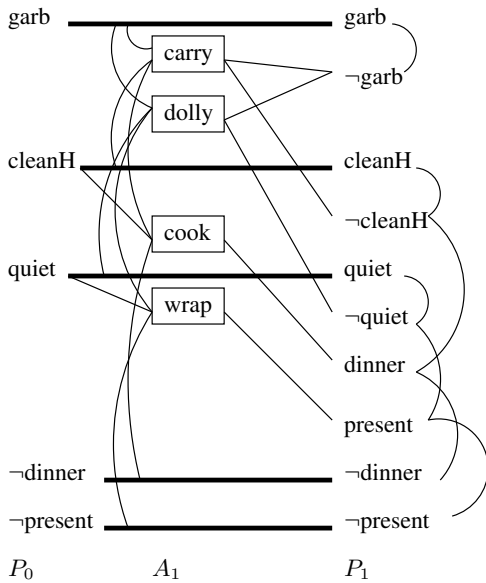 garb garb
carry
¬garb
dolly
cleanH cleanH
¬cleanH
cook
quiet quiet
wrap
¬quiet
dinner
present
¬dinner ¬dinner
¬present ¬present
P0 A1 P1